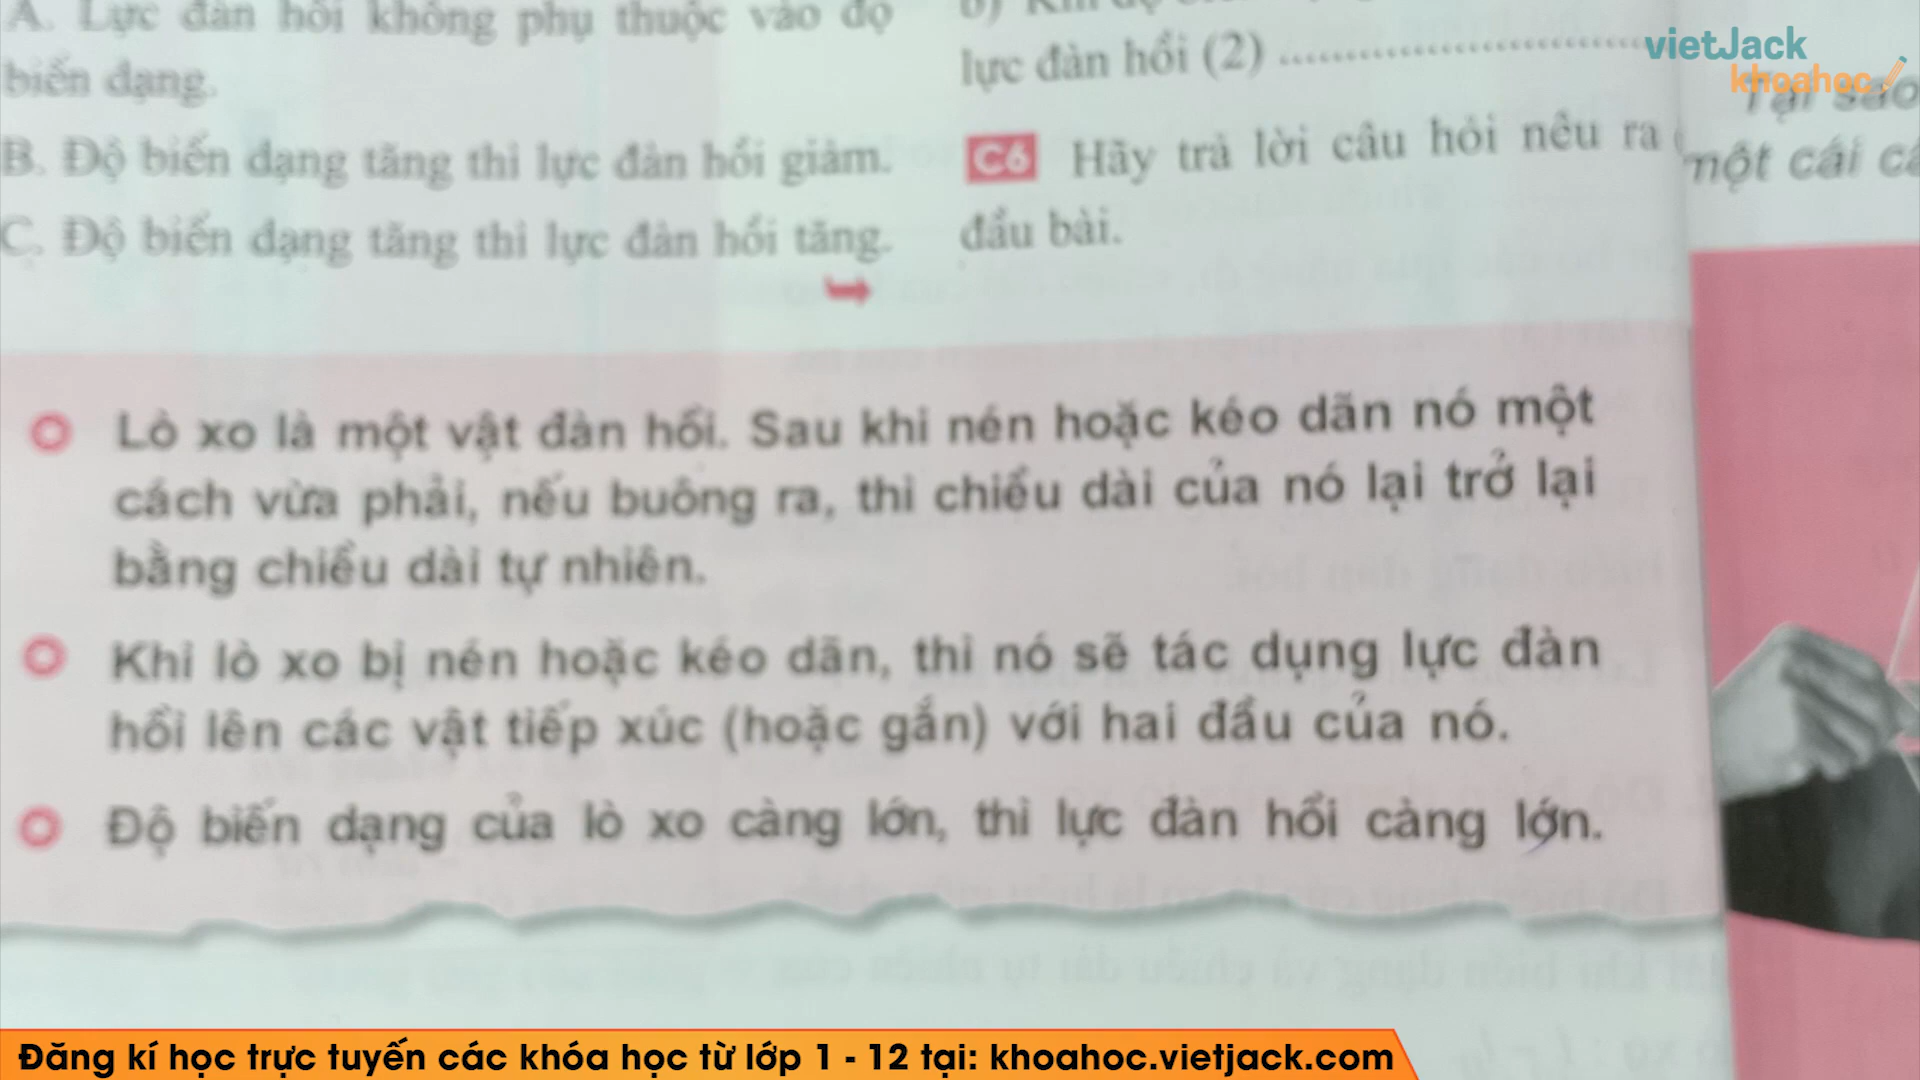 A. Lực đàn hồi không phụ thuộc vào độ
biến dạng.
B. Độ biến dạng tăng thì lực đàn hồi giảm.
C. Độ biến dạng tăng thì lực đàn hồi tăng.
lực đàn hồi (2) ..............................
C6 Hãy trả lời câu hỏi nêu ra
đầu bài.
Tại sao
một cái
Lò xo là một vật đàn hồi. Sau khi nén hoặc kéo dãn nó một
cách vừa phải, nếu buông ra, thì chiều dài của nó lại trở lại
bằng chiều dài tự nhiên.
Khi lò xo bị nén hoặc kéo dãn, thì nó sẽ tác dụng lực đàn
hồi lên các vật tiếp xúc (hoặc gắn) với hai đầu của nó.
Độ biến dạng của lò xo càng lớn, thì lực đàn hồi càng lớn.
vietJack
khoahoc
Đăng kí học trực tuyến các khóa học từ lớp 1 - 12 tại: khoahoc.vietjack.com